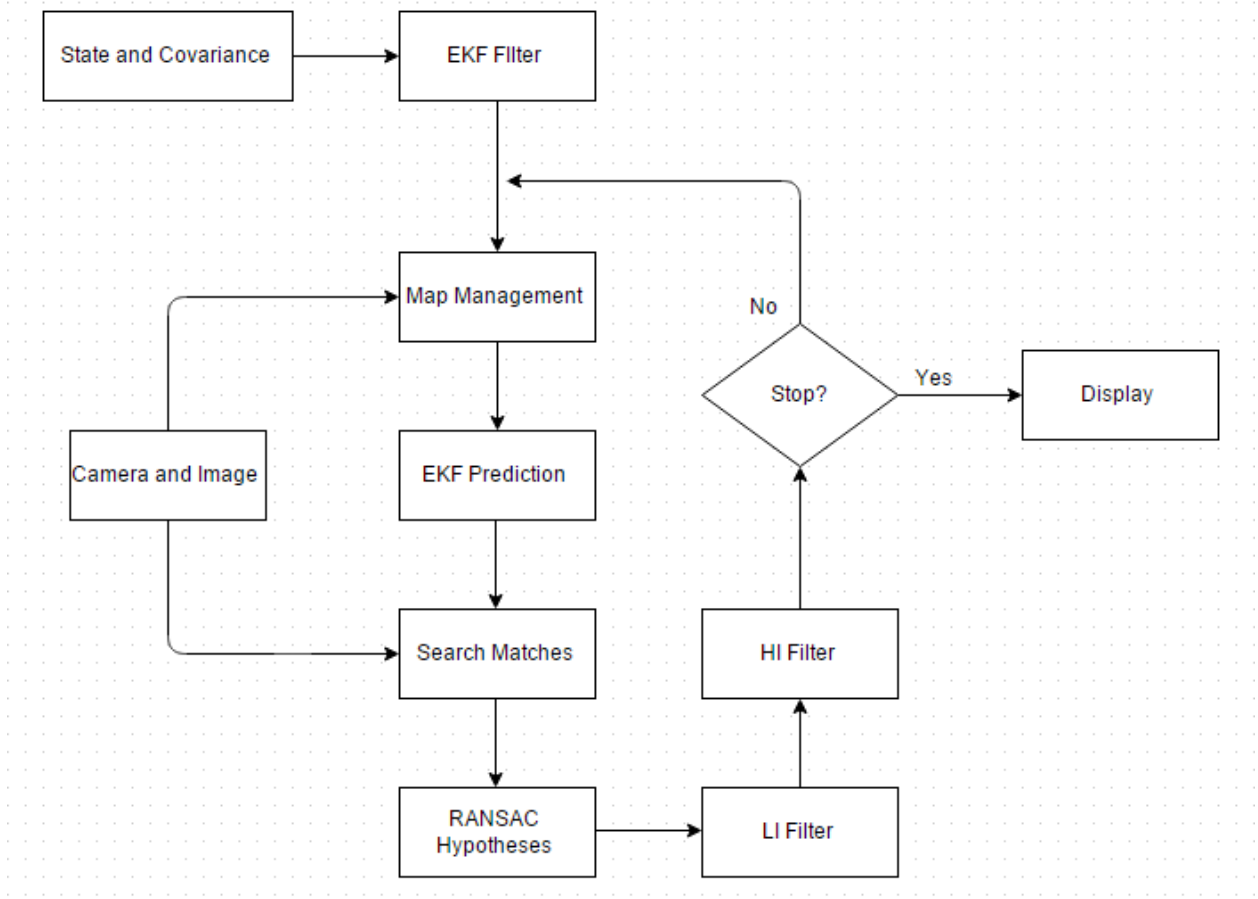 State and Covariance
EKF FIlter
Map Management
No
Stop?
Yes
Display
Camera and Image
EKF Prediction
Search Matches
HI Filter
RANSAC
Hypotheses
LI Filter